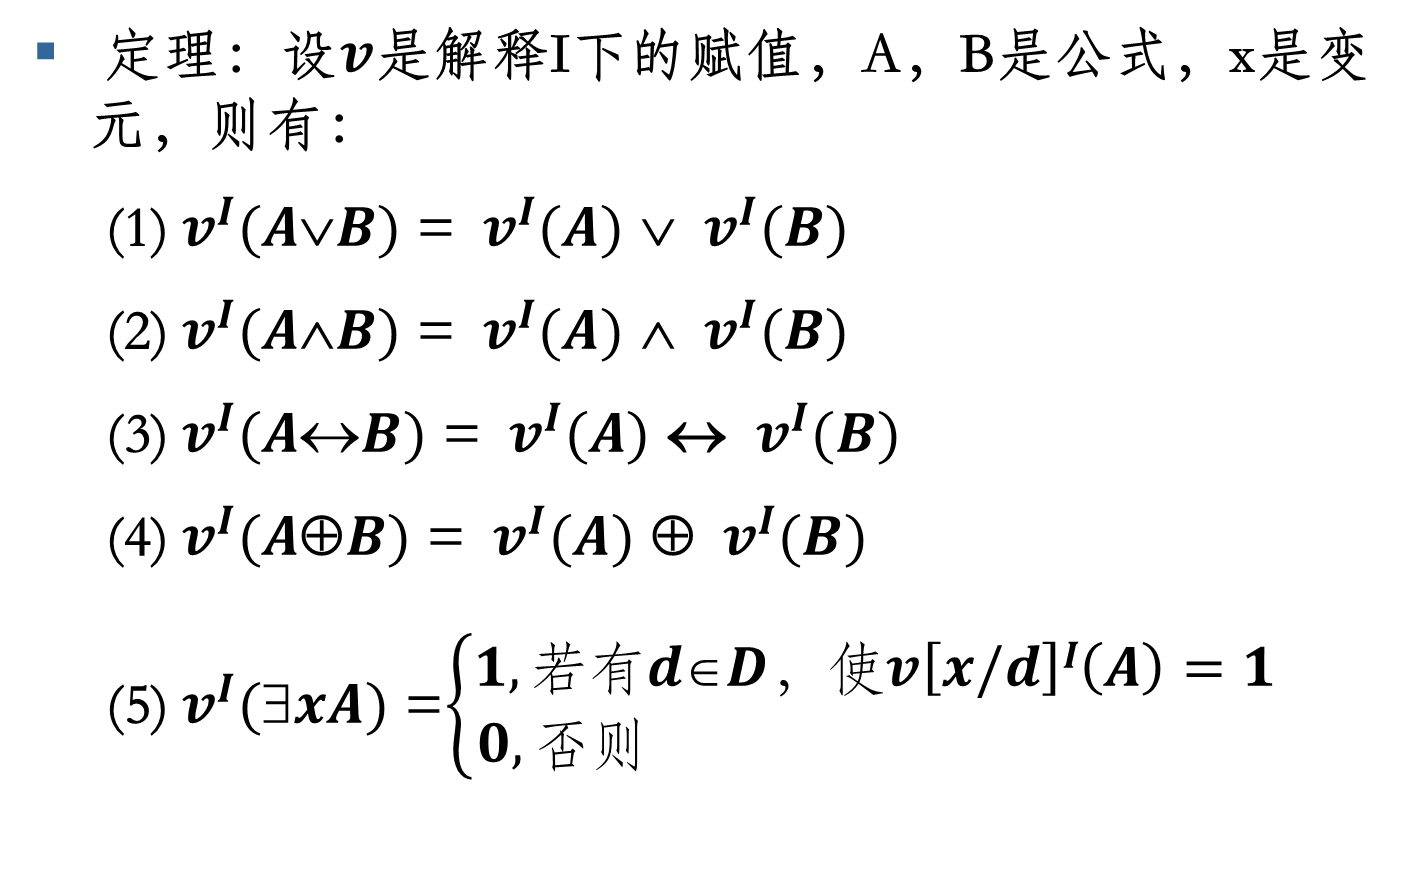 ▪ 定理：设v是解释I下的赋值，A，B是公式，x是变
元，则有：
(1) v^I(A∨B) = v^I(A) ∨ v^I(B)
(2) v^I(A∧B) = v^I(A) ∧ v^I(B)
(3) v^I(A↔B) = v^I(A) ↔ v^I(B)
(4) v^I(A⊕B) = v^I(A) ⊕ v^I(B)
(5) v^I(∃xA) = { 1, 若有d∈D，使v[x/d]^I(A) = 1
0, 否则